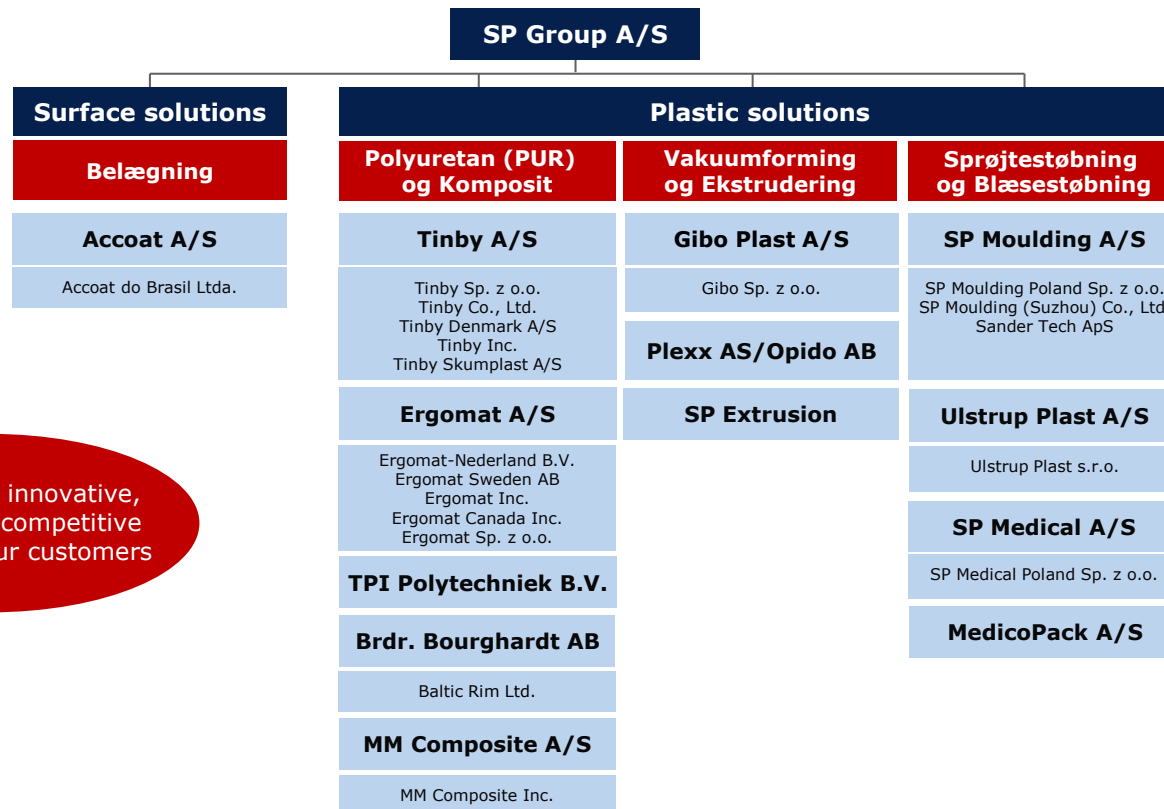 SP Group A/S
Surface solutions
Plastic solutions
Belægning
Accoat A/S
Accoat do Brasil Ltda.
Polyuretan (PUR)
og Komposit
Tinby A/S
Tinby Sp. z o.o.
Tinby Co., Ltd.
Tinby Denmark A/S
Tinby Inc.
Tinby Skumplast A/S
Ergomat A/S
Ergomat-Nederland B.V.
Ergomat Sweden AB
Ergomat Inc.
Ergomat Canada Inc.
Ergomat Sp. z o.o.
TPI Polytechniek B.V.
Brdr. Bourghardt AB
Baltic Rim Ltd.
MM Composite A/S
MM Composite Inc.
Vakuumforming
og Ekstrudering
Gibo Plast A/S
Gibo Sp. z o.o.
Plexx AS/Opido AB
SP Extrusion
Sprøjtestøbning
og Blæsestøbning
SP Moulding A/S
SP Moulding Poland Sp. z o.o.
SP Moulding (Suzhou) Co., Ltd
Sander Tech ApS
Ulstrup Plast A/S
Ulstrup Plast s.r.o.
SP Medical A/S
SP Medical Poland Sp. z o.o.
MedicoPack A/S
innovative,
competitive
ur customers